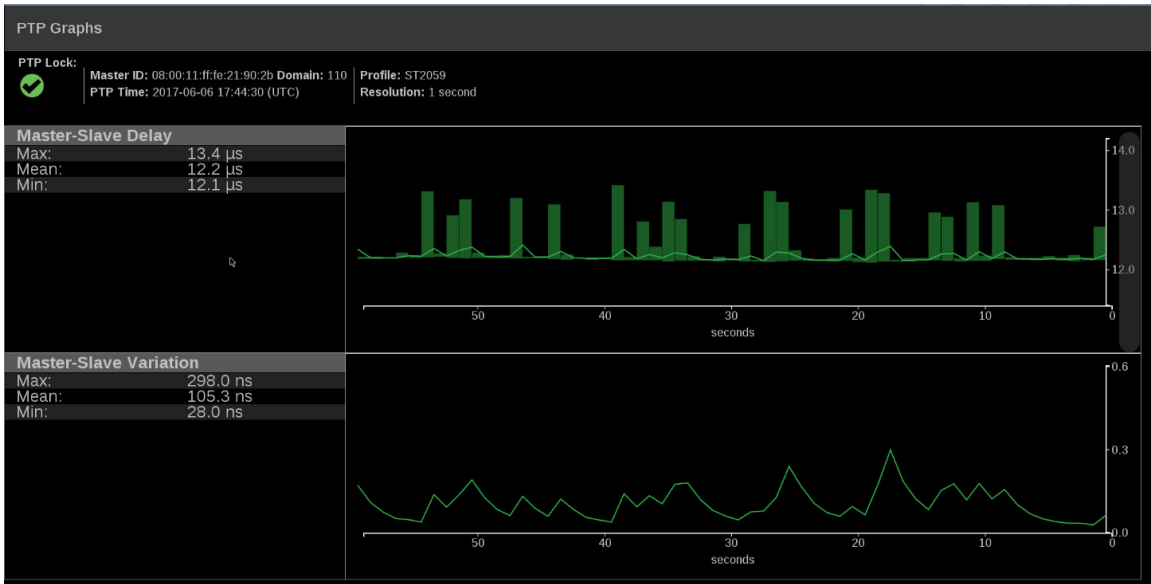 PTP Graphs
PTP Lock:
Master ID: 08:00:11:ff:fe:21:90:2b Domain: 110
PTP Time: 2017-06-06 17:44:30 (UTC)
Profile: ST2059
Resolution: 1 second
Master-Slave Delay
Max: 13.4 µs
Mean: 12.2 µs
Min: 12.1 µs
14.0
13.0
12.0
50 40 30 20 10 0
seconds
Master-Slave Variation
Max: 298.0 ns
Mean: 105.3 ns
Min: 28.0 ns
0.6
0.3
0.0
50 40 30 20 10 0
seconds